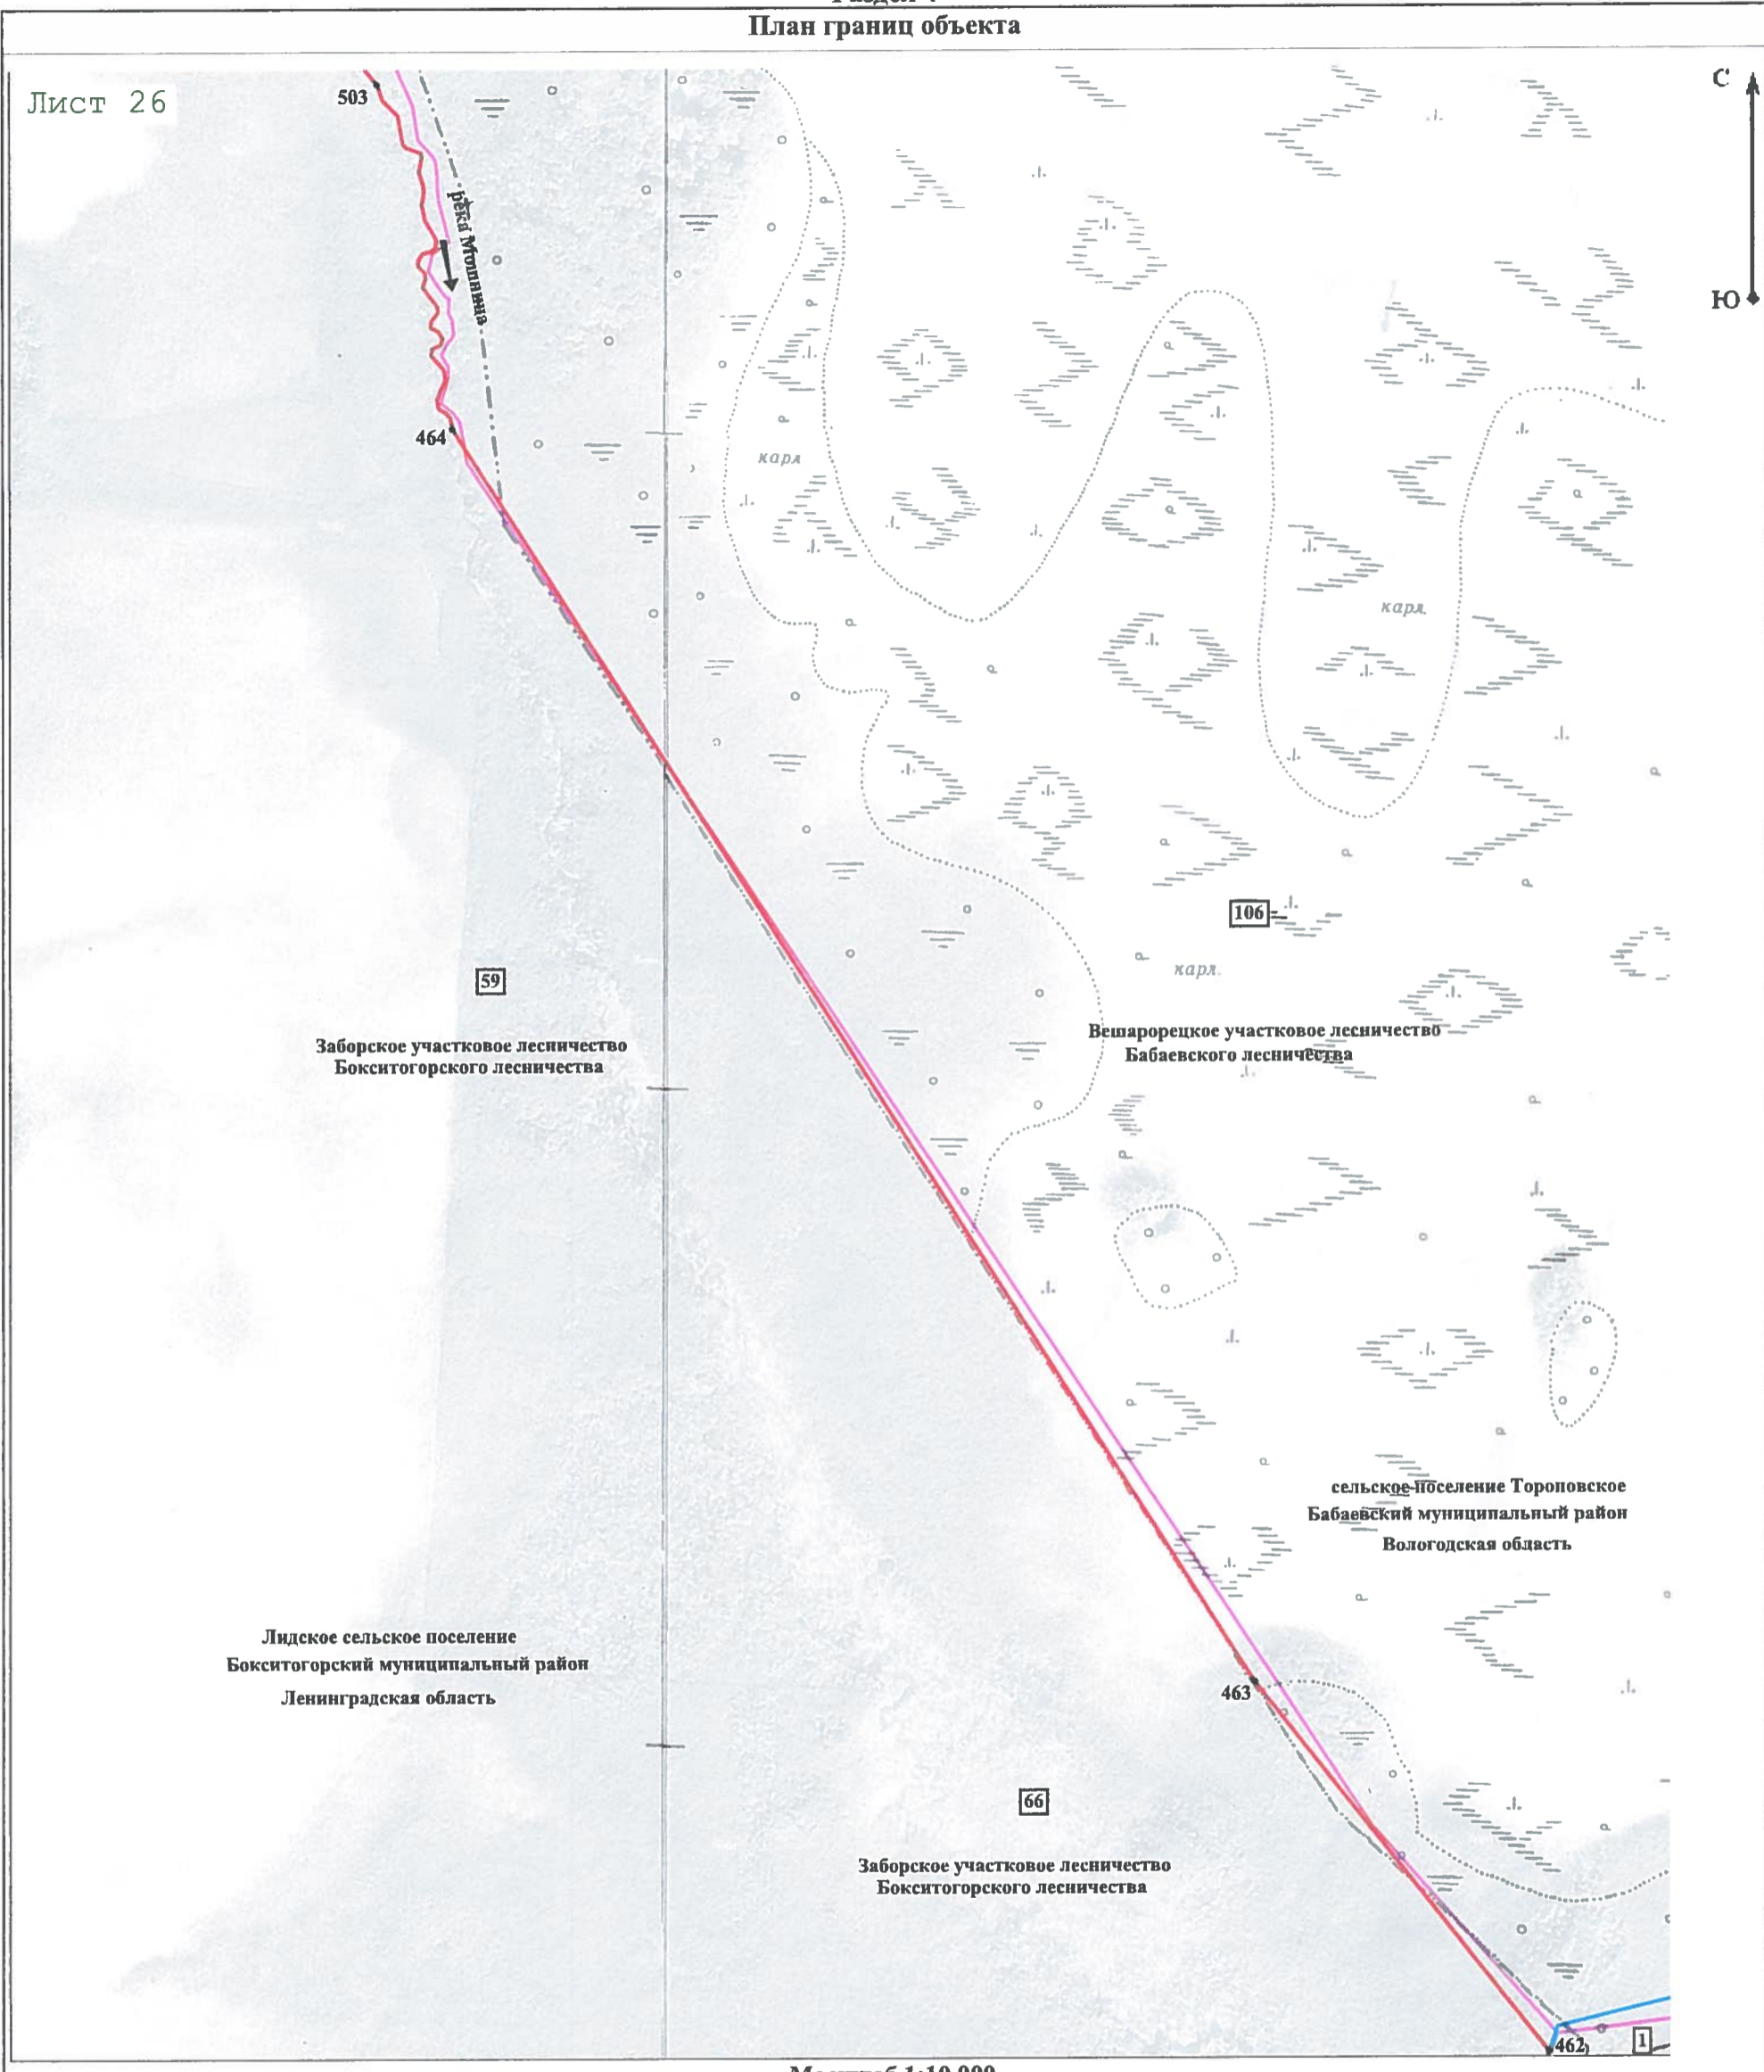 План границ объекта
Лист 26
С
Ю
503
река
464
карл
карл.
106
59
карл.
Вешарорецкое участковое лесничество
Бабаевского лесничества
Заборское участковое лесничество
Бокситогорского лесничества
сельское поселение Тороповское
Бабаевский муниципальный район
Вологодская область
Лидское сельское поселение
Бокситогорский муниципальный район
Ленинградская область
463
66
Заборское участковое лесничество
Бокситогорского лесничества
462
1